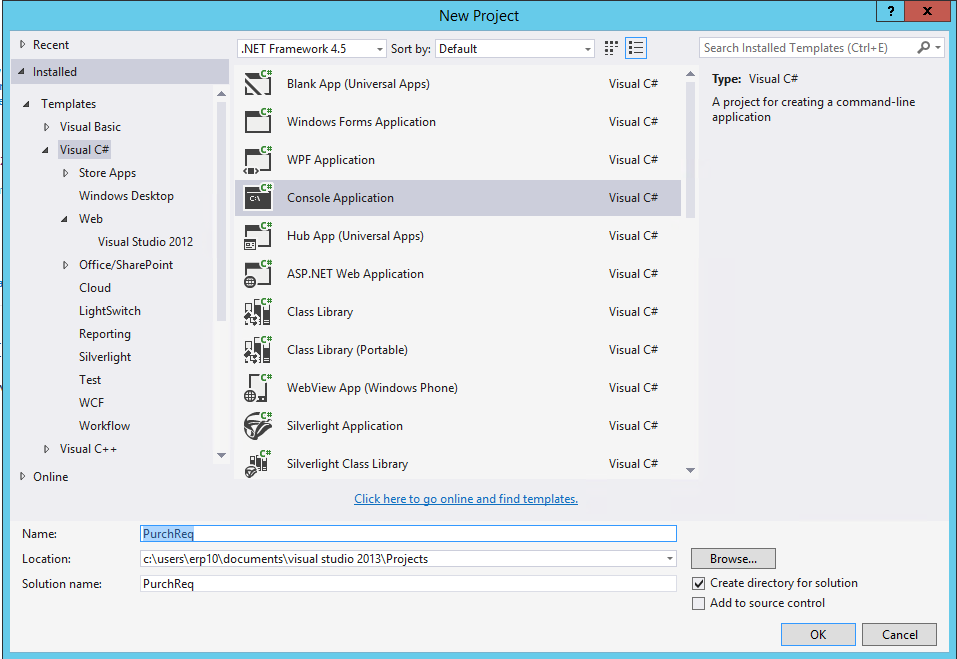 New Project
?
x
Recent
Installed
Templates
Visual Basic
Visual C#
Store Apps
Windows Desktop
Web
Visual Studio 2012
Office/SharePoint
Cloud
LightSwitch
Reporting
Silverlight
Test
WCF
Workflow
Visual C++
Online
.NET Framework 4.5 Sort by: Default
C# Blank App (Universal Apps) Visual C#
C# Windows Forms Application Visual C#
C# WPF Application Visual C#
C# C:\ Console Application Visual C#
C# Hub App (Universal Apps) Visual C#
C# ASP.NET Web Application Visual C#
C# Class Library Visual C#
C# Class Library (Portable) Visual C#
C# WebView App (Windows Phone) Visual C#
C# Silverlight Application Visual C#
C# Silverlight Class Library Visual C#
Click here to go online and find templates.
Search Installed Templates (Ctrl+E)
Type: Visual C#
A project for creating a command-line
application
Name: PurchReq
Location: c:\users\erp10\documents\visual studio 2013\Projects Browse...
Solution name: PurchReq
Create directory for solution
Add to source control
OK Cancel